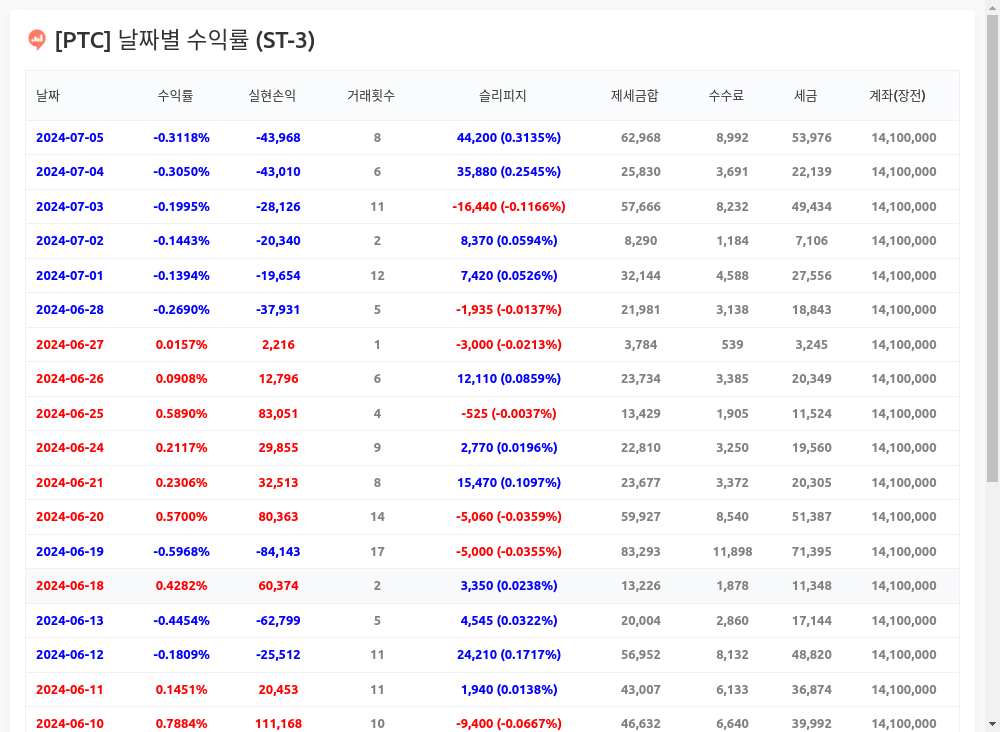 [PTC] 날짜별 수익률 (ST-3)
날짜 수익률 실현손익 거래횟수 슬리피지 제세금합 수수료 세금 계좌(장전)
2024-07-05 -0.3118% -43,968 8 44,200 (0.3135%) 62,968 8,992 53,976 14,100,000
2024-07-04 -0.3050% -43,010 6 35,880 (0.2545%) 25,830 3,691 22,139 14,100,000
2024-07-03 -0.1995% -28,126 11 -16,440 (-0.1166%) 57,666 8,232 49,434 14,100,000
2024-07-02 -0.1443% -20,340 2 8,370 (0.0594%) 8,290 1,184 7,106 14,100,000
2024-07-01 -0.1394% -19,654 12 7,420 (0.0526%) 32,144 4,588 27,556 14,100,000
2024-06-28 -0.2690% -37,931 5 -1,935 (-0.0137%) 21,981 3,138 18,843 14,100,000
2024-06-27 0.0157% 2,216 1 -3,000 (-0.0213%) 3,784 539 3,245 14,100,000
2024-06-26 0.0908% 12,796 6 12,110 (0.0859%) 23,734 3,385 20,349 14,100,000
2024-06-25 0.5890% 83,051 4 -525 (-0.0037%) 13,429 1,905 11,524 14,100,000
2024-06-24 0.2117% 29,855 9 2,770 (0.0196%) 22,810 3,250 19,560 14,100,000
2024-06-21 0.2306% 32,513 8 15,470 (0.1097%) 23,677 3,372 20,305 14,100,000
2024-06-20 0.5700% 80,363 14 -5,060 (-0.0359%) 59,927 8,540 51,387 14,100,000
2024-06-19 -0.5968% -84,143 17 -5,000 (-0.0355%) 83,293 11,898 71,395 14,100,000
2024-06-18 0.4282% 60,374 2 3,350 (0.0238%) 13,226 1,878 11,348 14,100,000
2024-06-13 -0.4454% -62,799 5 4,545 (0.0322%) 20,004 2,860 17,144 14,100,000
2024-06-12 -0.1809% -25,512 11 24,210 (0.1717%) 56,952 8,132 48,820 14,100,000
2024-06-11 0.1451% 20,453 11 1,940 (0.0138%) 43,007 6,133 36,874 14,100,000
2024-06-10 0.7884% 111,168 10 -9,400 (-0.0667%) 46,632 6,640 39,992 14,100,000